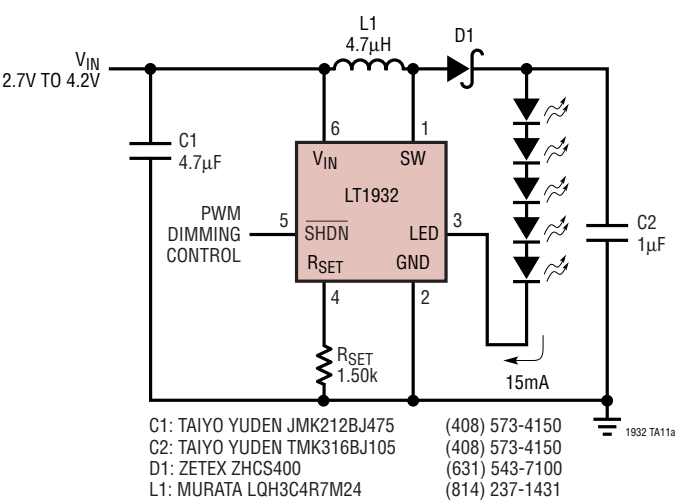 L1
4.7μH
D1
VIN
2.7V TO 4.2V
C1
4.7μF
6
1
VIN
SW
LT1932
PWM
DIMMING
CONTROL
5
SHDN
LED
3
RSET
GND
4
2
C2
1μF
RSET
1.50k
15mA
1932 TA11a
C1: TAIYO YUDEN JMK212BJ475 (408) 573-4150
C2: TAIYO YUDEN TMK316BJ105 (408) 573-4150
D1: ZETEX ZHCS400 (631) 543-7100
L1: MURATA LQH3C4R7M24 (814) 237-1431